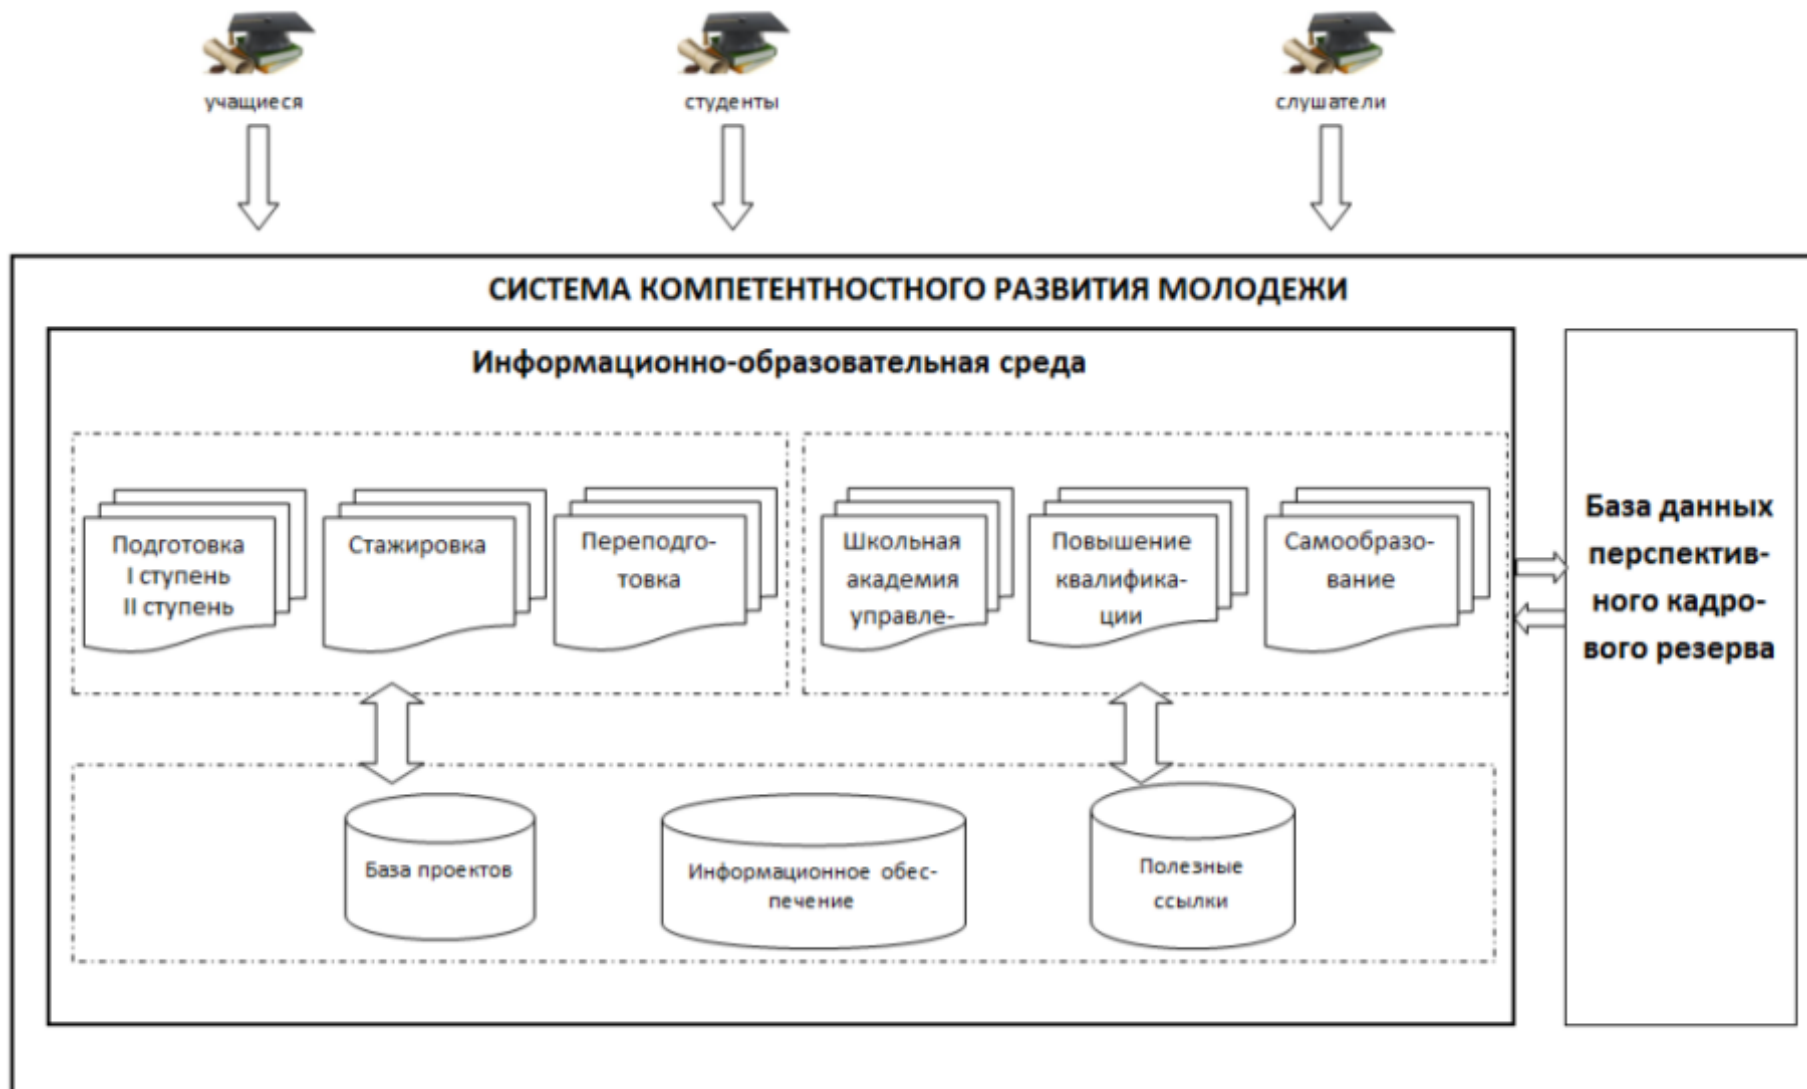 учащиеся
студенты
слушатели
СИСТЕМА КОМПЕТЕНТНОСТНОГО РАЗВИТИЯ МОЛОДЕЖИ
Информационно-образовательная среда
Подготовка
I ступень
II ступень
Стажировка
Переподго-
товка
Школьная
академия
управле-
Повышение
квалифика-
ции
Самообразо-
вание
База данных
перспектив-
ного кадро-
вого резерва
База проектов
Информационное обес-
печение
Полезные
ссылки